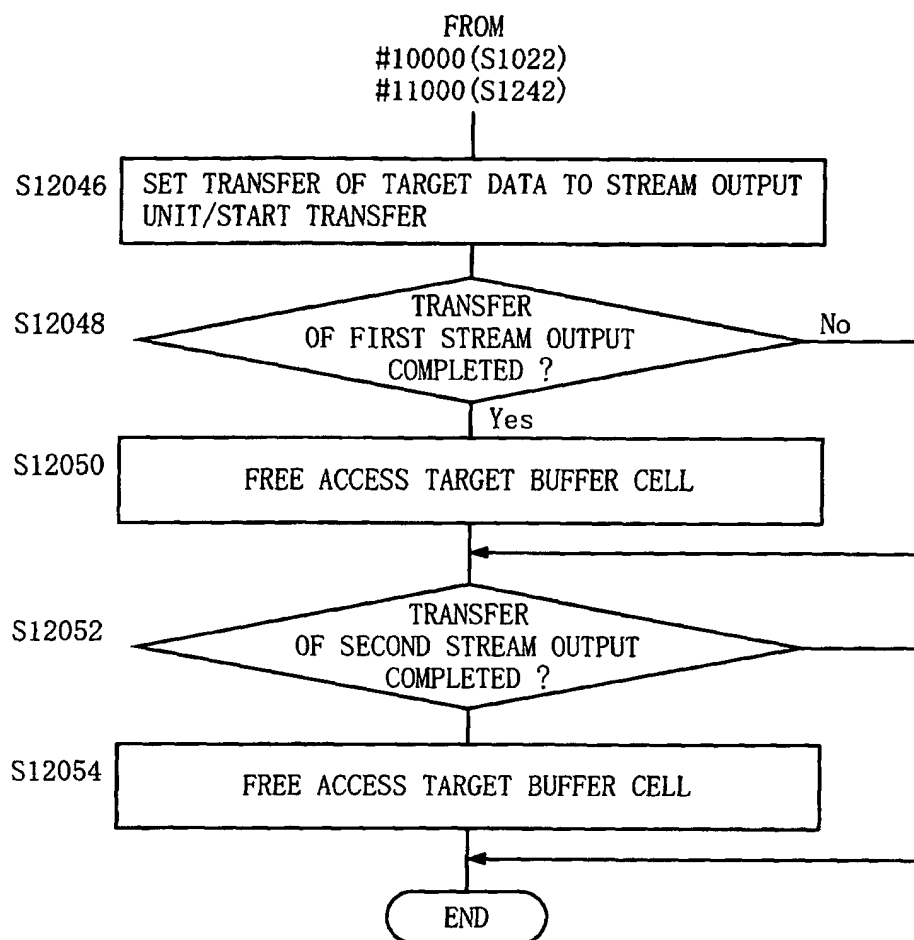 FROM
#10000(S1022)
#11000(S1242)
S12046
SET TRANSFER OF TARGET DATA TO STREAM OUTPUT
UNIT/START TRANSFER
S12048
TRANSFER
OF FIRST STREAM OUTPUT
COMPLETED ?
No
Yes
S12050
FREE ACCESS TARGET BUFFER CELL
S12052
TRANSFER
OF SECOND STREAM OUTPUT
COMPLETED ?
S12054
FREE ACCESS TARGET BUFFER CELL
END